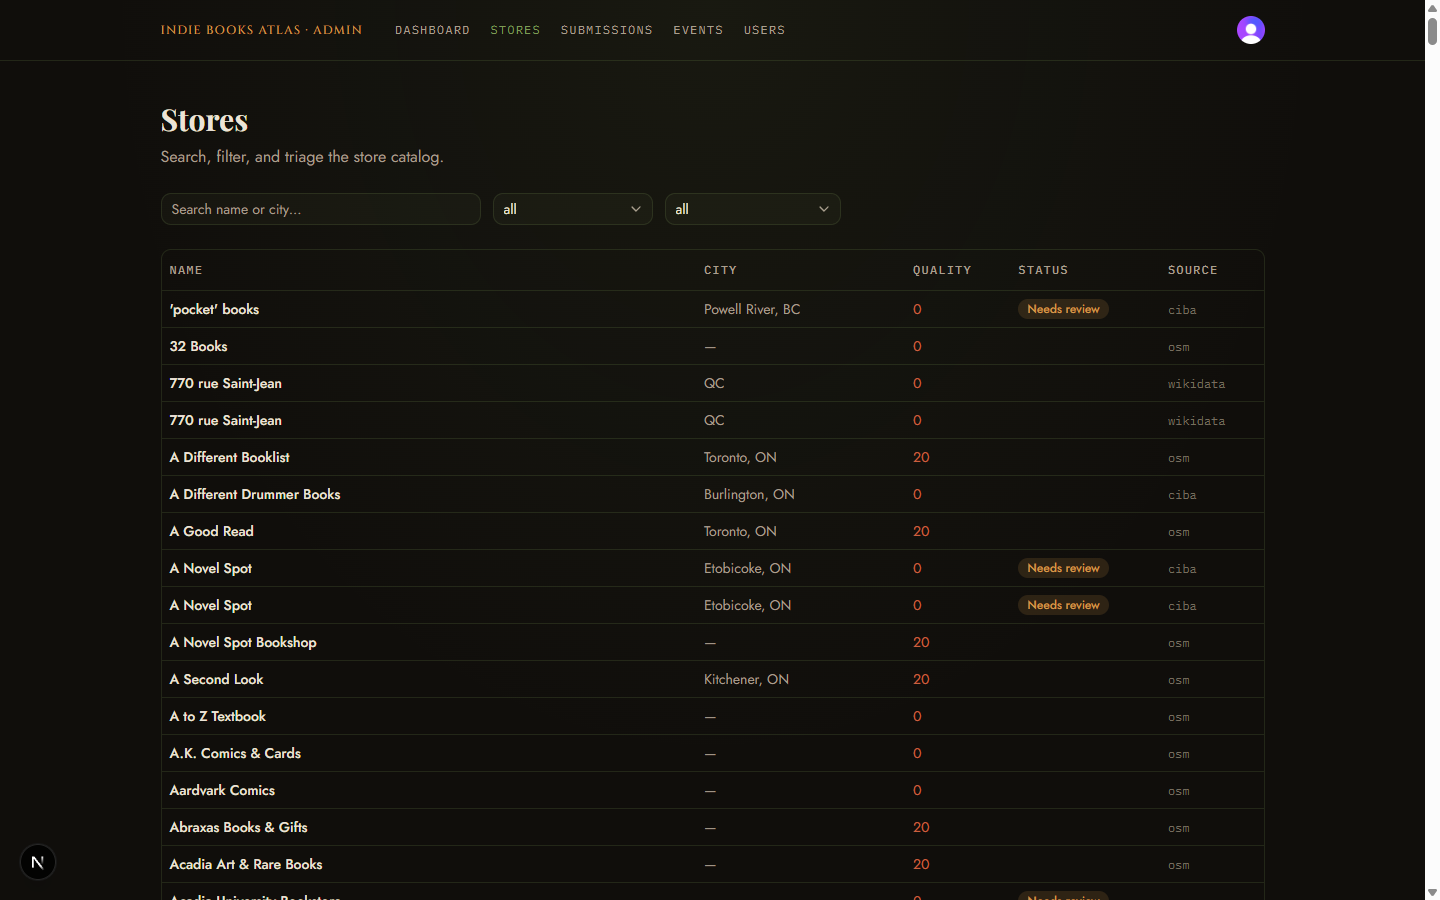 INDIE BOOKS ATLAS · ADMIN DASHBOARD STORES SUBMISSIONS EVENTS USERS
Stores
Search, filter, and triage the store catalog.
Search name or city... all all
NAME CITY QUALITY STATUS SOURCE
'pocket' books Powell River, BC 0 Needs review ciba
32 Books — 0 osm
770 rue Saint-Jean QC 0 wikidata
770 rue Saint-Jean QC 0 wikidata
A Different Booklist Toronto, ON 20 osm
A Different Drummer Books Burlington, ON 0 ciba
A Good Read Toronto, ON 20 osm
A Novel Spot Etobicoke, ON 0 Needs review ciba
A Novel Spot Etobicoke, ON 0 Needs review ciba
A Novel Spot Bookshop — 20 osm
A Second Look Kitchener, ON 20 osm
A to Z Textbook — 0 osm
A.K. Comics & Cards — 0 osm
Aardvark Comics — 0 osm
Abraxas Books & Gifts — 20 osm
Acadia Art & Rare Books — 20 osm
N